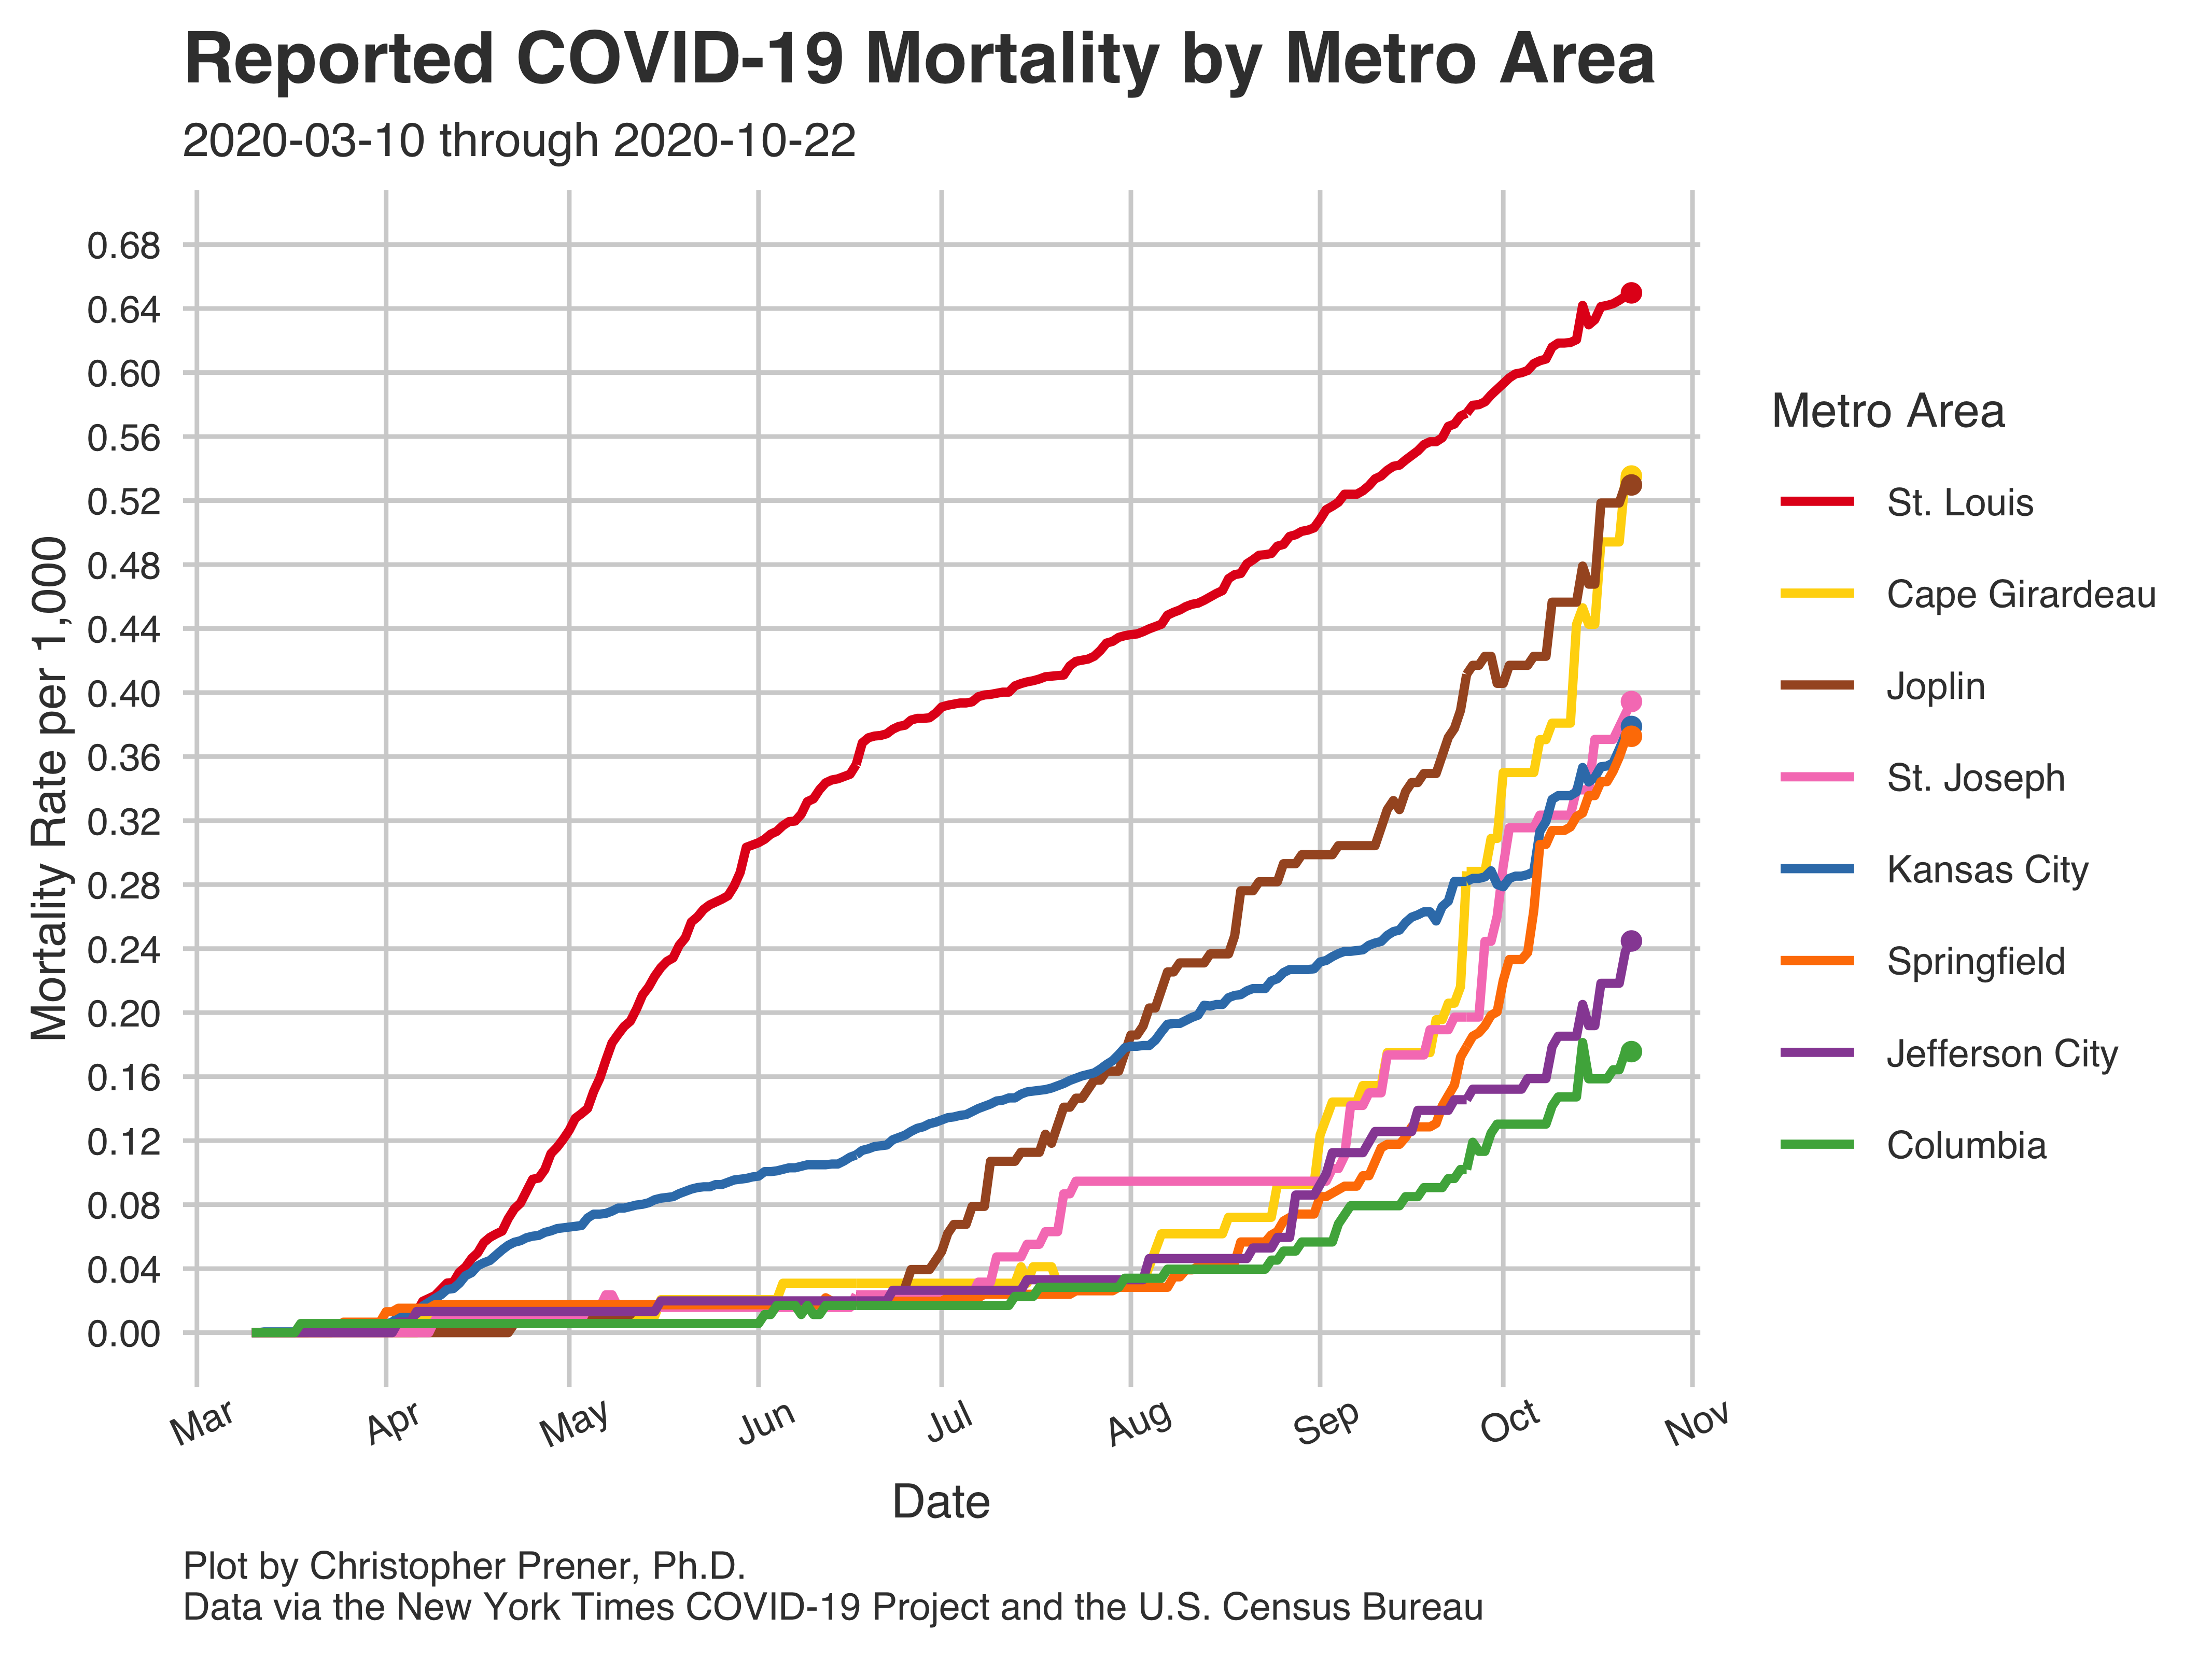 Reported COVID-19 Mortality by Metro Area
2020-03-10 through 2020-10-22
Mortality Rate per 1,000
0.68
0.64
0.60
0.56
0.52
0.48
0.44
0.40
0.36
0.32
0.28
0.24
0.20
0.16
0.12
0.08
0.04
0.00
Mar
Apr
May
Jun
Jul
Aug
Sep
Oct
Nov
Date
Metro Area
St. Louis
Cape Girardeau
Joplin
St. Joseph
Kansas City
Springfield
Jefferson City
Columbia
Plot by Christopher Prener, Ph.D.
Data via the New York Times COVID-19 Project and the U.S. Census Bureau